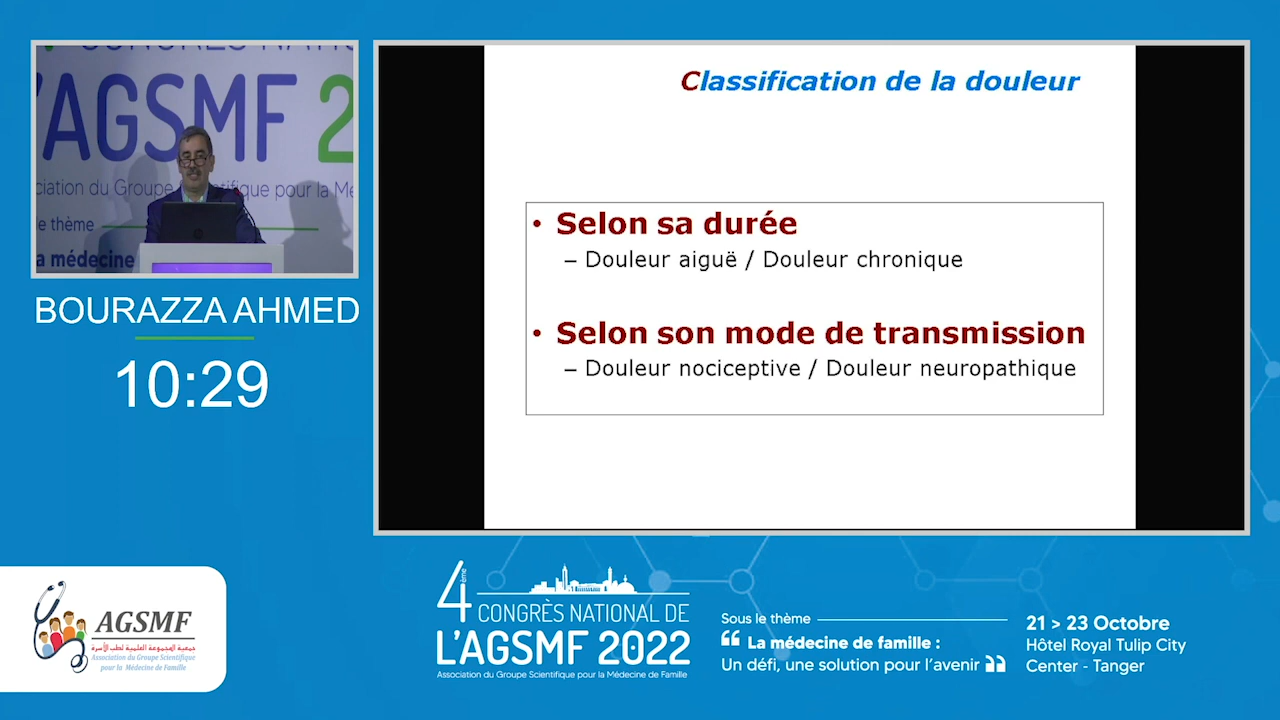 CONGRÈS NATI
L'AGSMF 2
ciation du Groupe Scientifique pour la Mé
e thème
a médecine
BOURAZZA AHMED
10:29
Classification de la douleur
• Selon sa durée
– Douleur aiguë / Douleur chronique
• Selon son mode de transmission
– Douleur nociceptive / Douleur neuropathique
AGSMF
جمعية المجموعة العلمية لطب الأسرة
Association du Groupe Scientifique
pour la Médecine de Famille
4ème
CONGRÈS NATIONAL DE
L'AGSMF 2022
Association du Groupe Scientifique pour la Médecine de Famille
Sous le thème
“ La médecine de famille :
Un défi, une solution pour l'avenir ”
21 > 23 Octobre
Hôtel Royal Tulip City
Center - Tanger